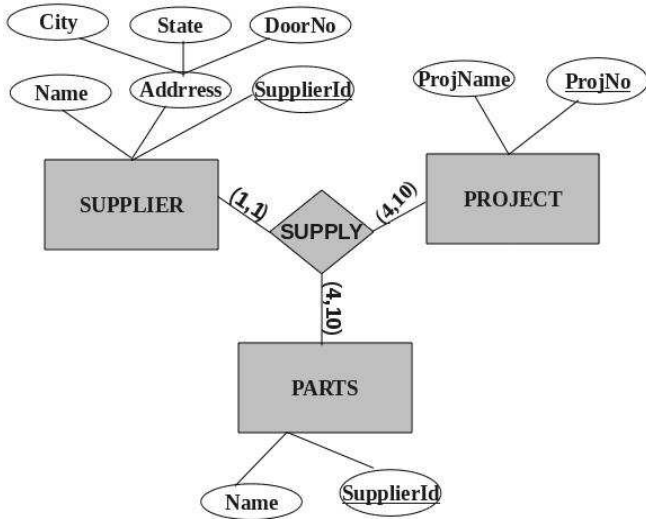 City
State
DoorNo
Name
Addrress
SupplierId
ProjName
ProjNo
SUPPLIER
(1,1)
SUPPLY
(4,10)
PROJECT
(4,10)
PARTS
Name
SupplierId